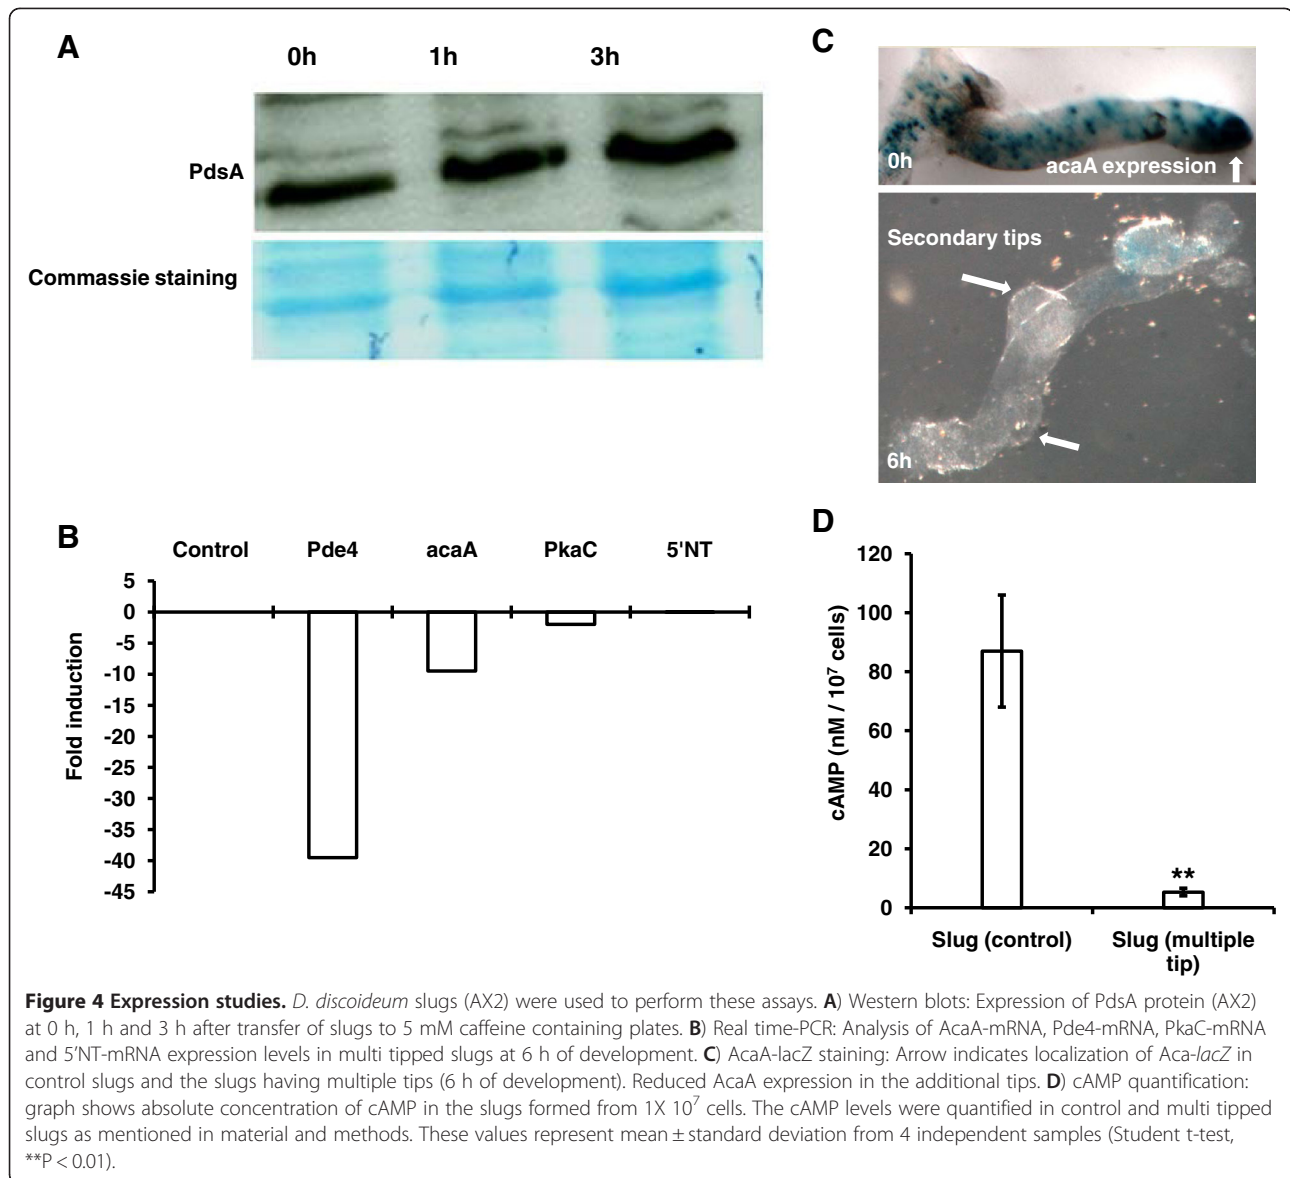 A
0h 1h 3h
PdsA
Commassie staining
C
0h
acaA expression
Secondary tips
6h
B
Control Pde4 acaA PkaC 5'NT
Fold induction
5
0
-5
-10
-15
-20
-25
-30
-35
-40
-45
D
cAMP (nM / 10⁷ cells)
120
100
80
60
40
20
0
**
Slug (control)
Slug (multiple
tip)
Figure 4 Expression studies. D. discoideum slugs (AX2) were used to perform these assays. A) Western blots: Expression of PdsA protein (AX2)
at 0 h, 1 h and 3 h after transfer of slugs to 5 mM caffeine containing plates. B) Real time-PCR: Analysis of AcaA-mRNA, Pde4-mRNA, PkaC-mRNA
and 5’NT-mRNA expression levels in multi tipped slugs at 6 h of development. C) AcaA-lacZ staining: Arrow indicates localization of Aca-lacZ in
control slugs and the slugs having multiple tips (6 h of development). Reduced AcaA expression in the additional tips. D) cAMP quantification:
graph shows absolute concentration of cAMP in the slugs formed from 1X 10⁷ cells. The cAMP levels were quantified in control and multi tipped
slugs as mentioned in material and methods. These values represent mean ± standard deviation from 4 independent samples (Student t-test,
**P < 0.01).